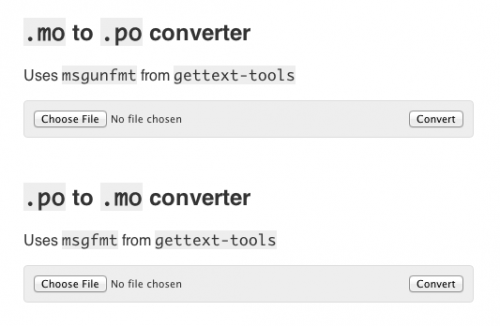 .mo to .po converter
Uses msgunfmt from gettext-tools
Choose File No file chosen Convert
.po to .mo converter
Uses msgfmt from gettext-tools
Choose File No file chosen Convert